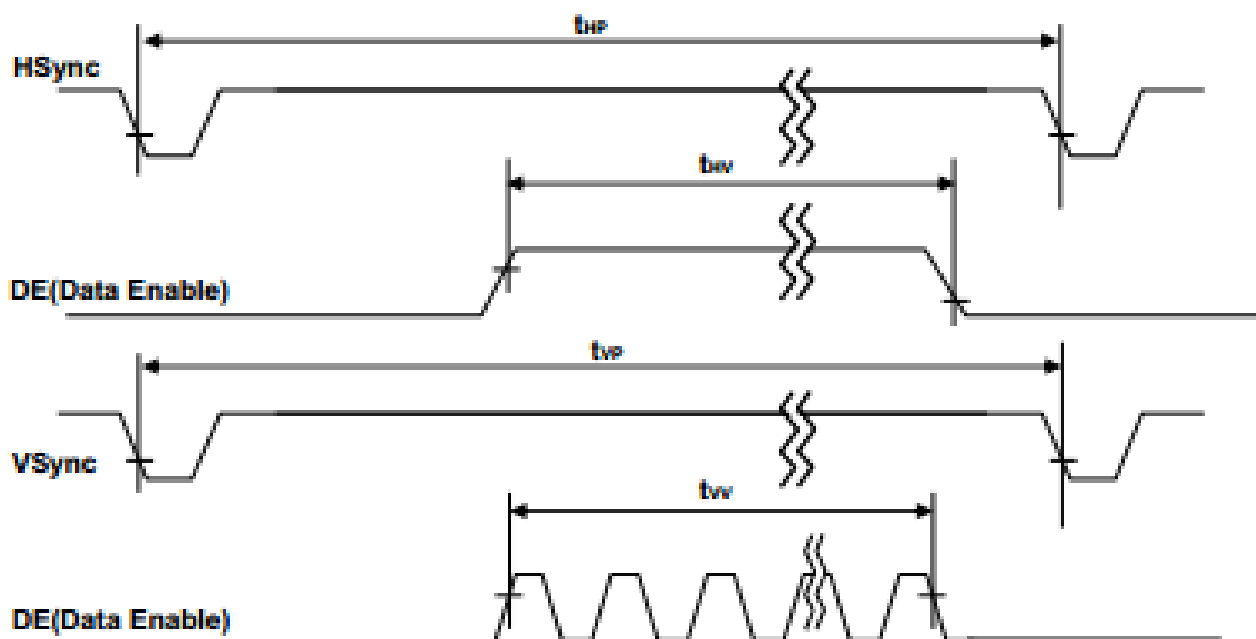 tHP
HSync
tHV
DE(Data Enable)
tVP
VSync
tVV
DE(Data Enable)